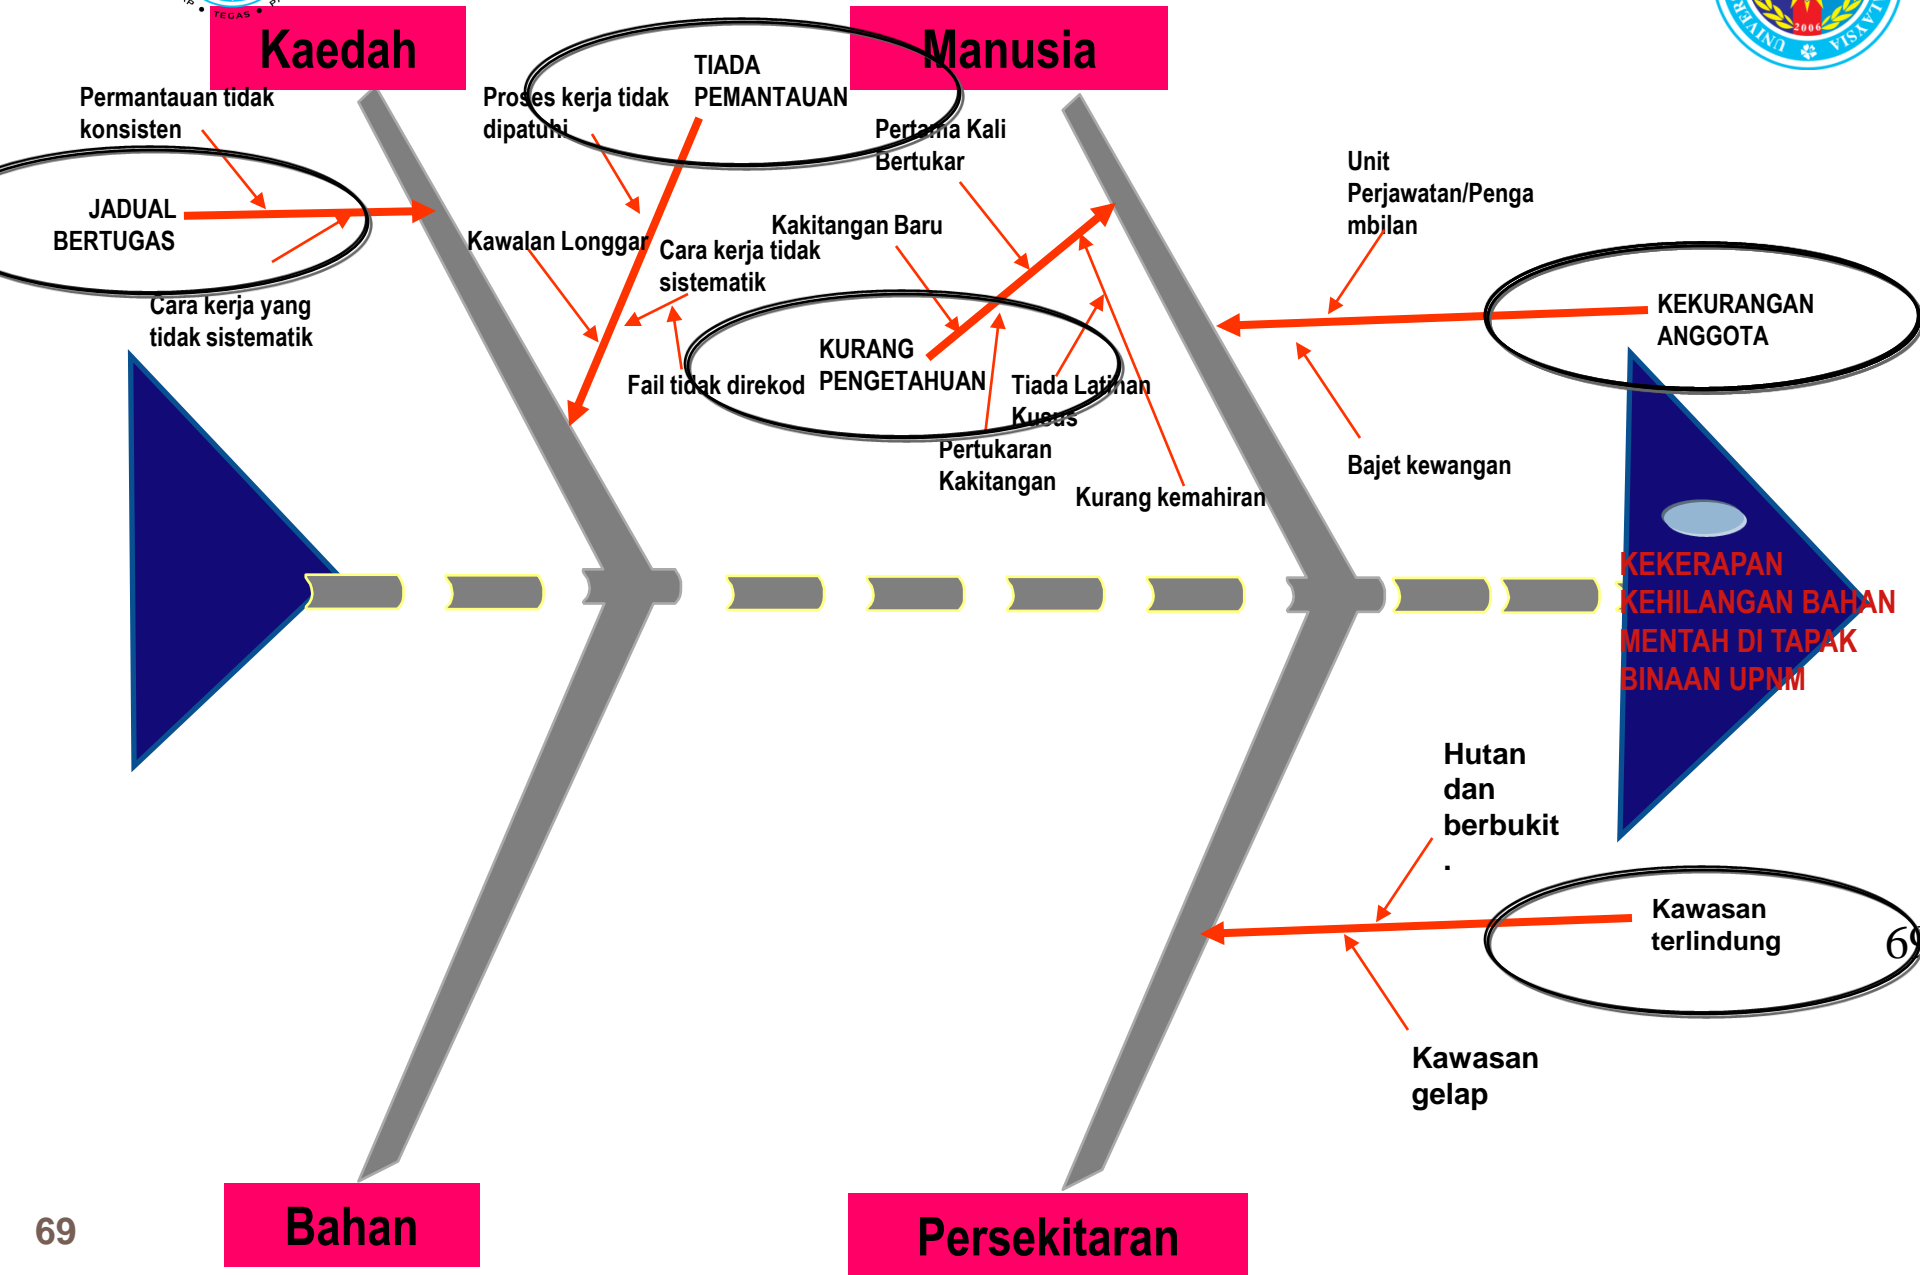 TEGAS
Kaedah
Manusia
2006
Permantauan tidak
konsisten
Proses kerja tidak
dipatuhi
TIADA
PEMANTAUAN
Pertama Kali
Bertukar
Unit
Perjawatan/Penga
mbilan
JADUAL
BERTUGAS
Kawalan Longgar
Cara kerja tidak
sistematik
Kakitangan Baru
Cara kerja yang
tidak sistematik
KURANG
PENGETAHUAN
KEKURANGAN
ANGGOTA
Fail tidak direkod
Tiada Latihan
Kusus
Pertukaran
Kakitangan
Kurang kemahiran
Bajet kewangan
KEKERAPAN
KEHILANGAN BAHAN
MENTAH DI TAPAK
BINAAN UPNM
Hutan
dan
berbukit
.
Kawasan
terlindung
69
Kawasan
gelap
Bahan
Persekitaran
69